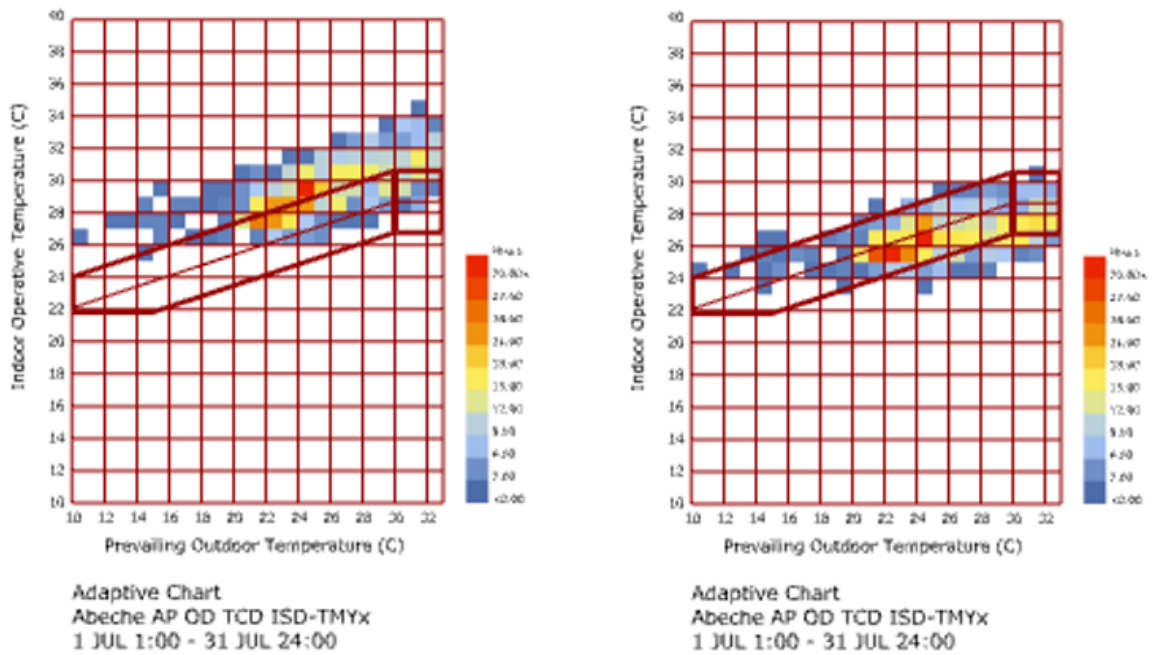 40
38
36
34
32
30
28
26
24
22
20
18
16
14
12
10
10 12 14 16 18 20 22 24 26 28 30 32
Indoor Operative Temperature (C)
Prevailing Outdoor Temperature (C)
Hours
Adaptive Chart
Abeche AP OD TCD ISD-TMYx
1 JUL 1:00 - 31 JUL 24:00
40
38
36
34
32
30
28
26
24
22
20
18
16
14
12
10
10 12 14 16 18 20 22 24 26 28 30 32
Indoor Operative Temperature (C)
Prevailing Outdoor Temperature (C)
Hours
Adaptive Chart
Abeche AP OD TCD ISD-TMYx
1 JUL 1:00 - 31 JUL 24:00